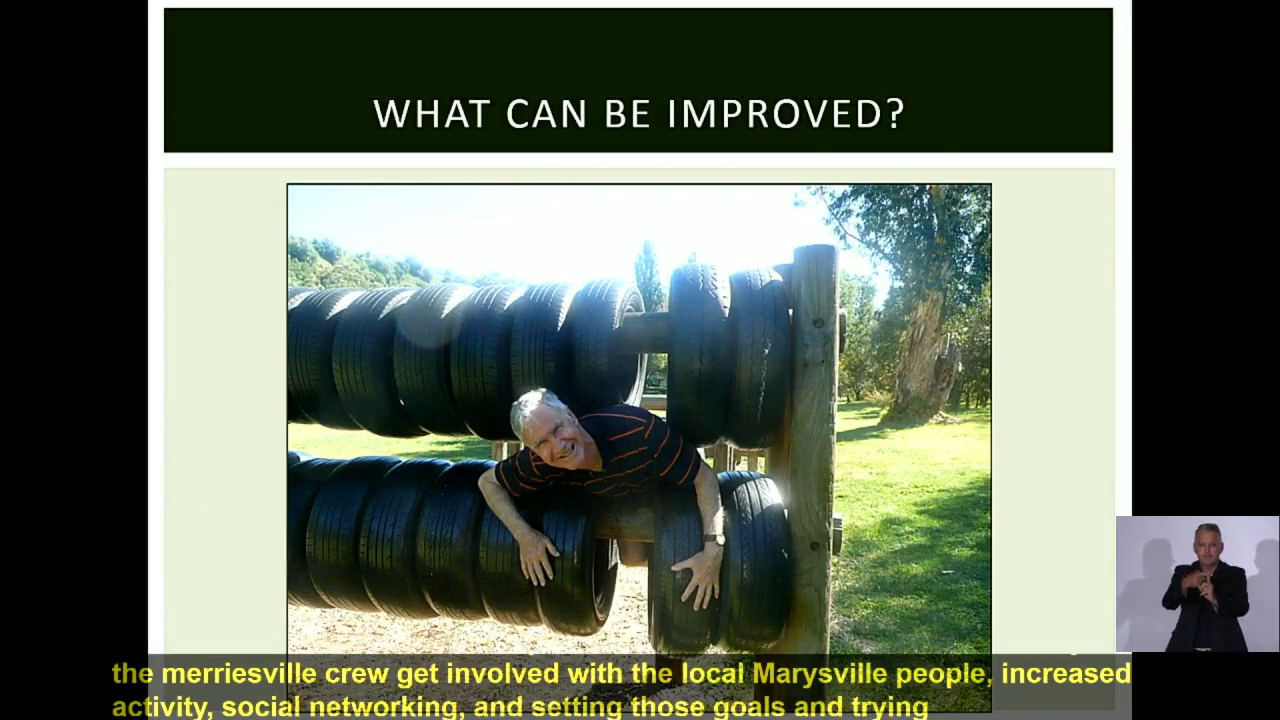 WHAT CAN BE IMPROVED?
the merriesville crew get involved with the local Marysville people, increased
activity, social networking, and setting those goals and trying